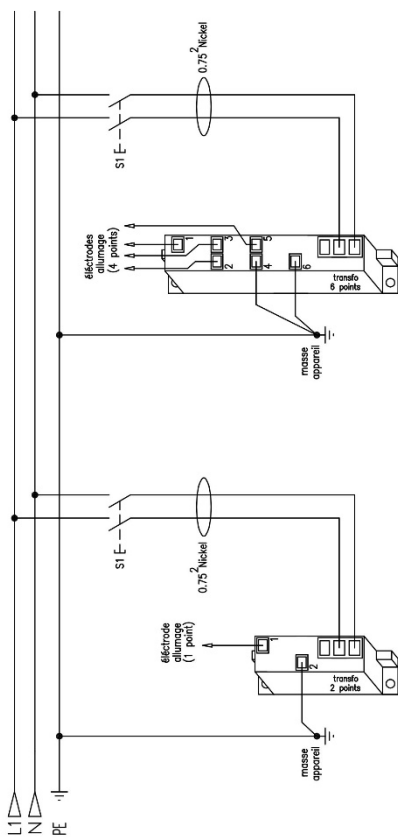 L1
N
PE
S1
0.75² Nickel
électrode
allumage
(1 point)
1
2
transfo
2 points
masse
appareil
S1
0.75² Nickel
éléctrodes
allumage
(4 points)
1
3
2
5
4
6
transfo
6 points
masse
appareil